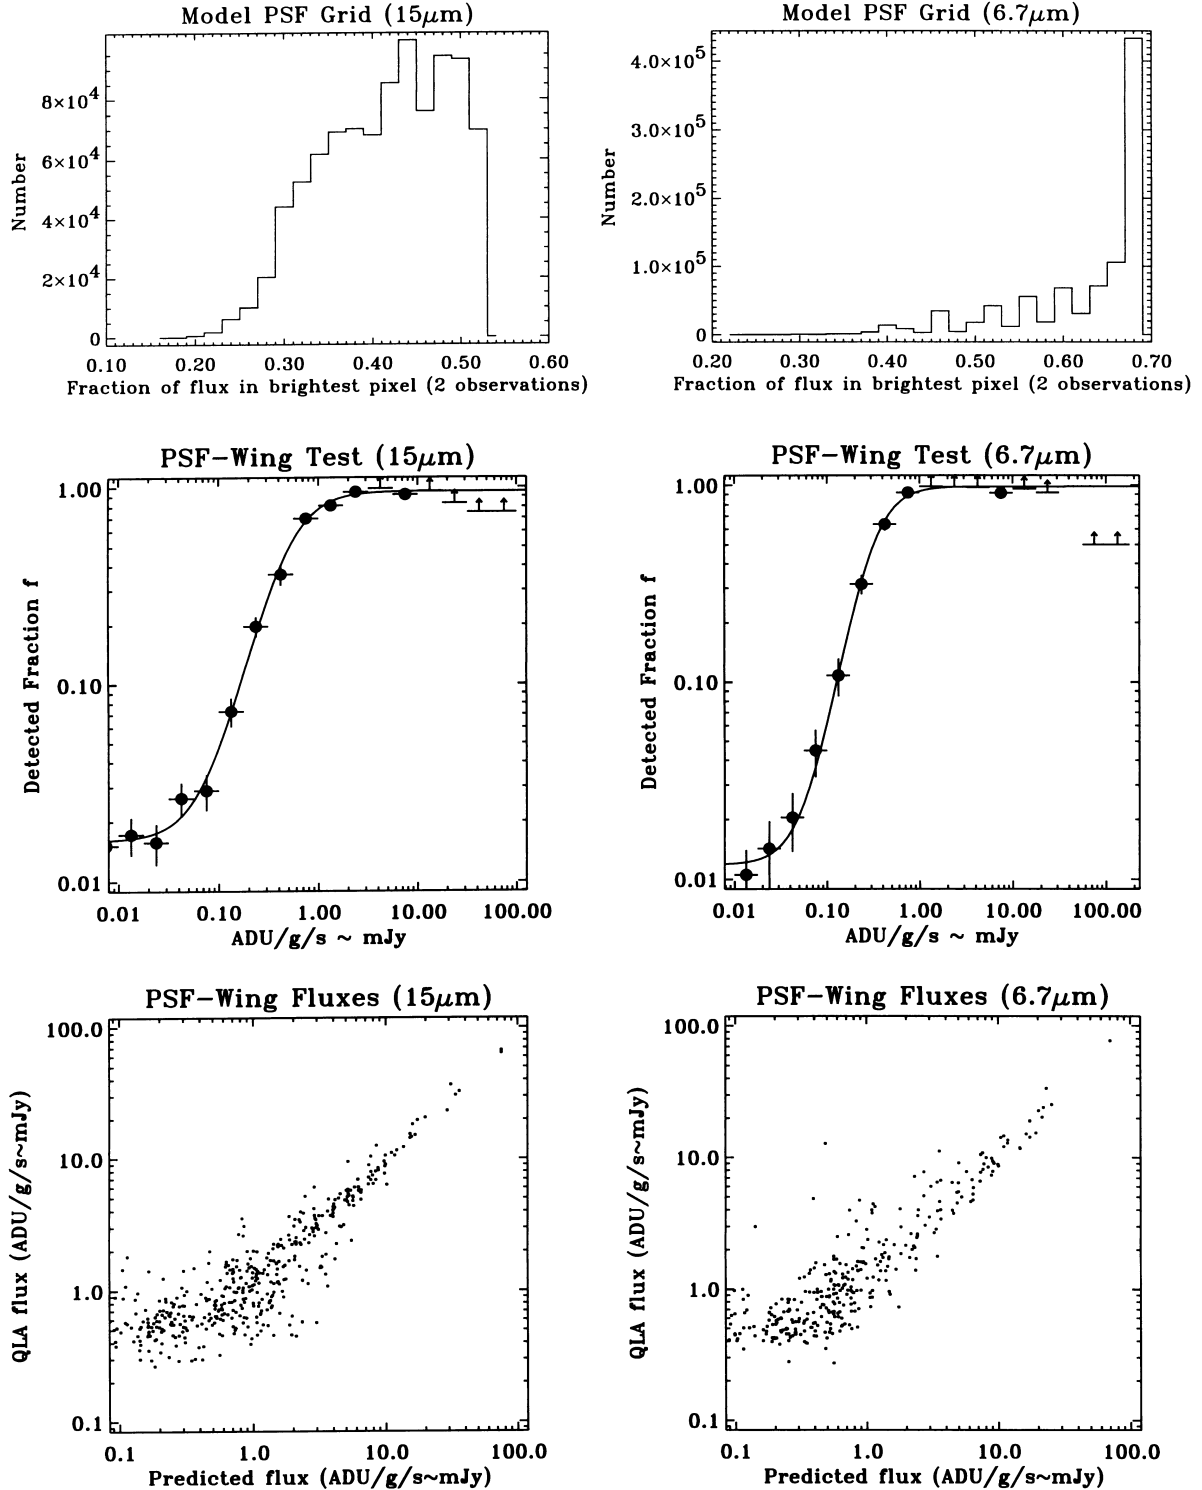 Model PSF Grid (15μm)
Number
8×10⁴
6×10⁴
4×10⁴
2×10⁴
0
0.10 0.20 0.30 0.40 0.50 0.60
Fraction of flux in brightest pixel (2 observations)
Model PSF Grid (6.7μm)
Number
4.0×10⁵
3.0×10⁵
2.0×10⁵
1.0×10⁵
0
0.20 0.30 0.40 0.50 0.60 0.70
Fraction of flux in brightest pixel (2 observations)
PSF-Wing Test (15μm)
Detected Fraction f
1.00
0.10
0.01
0.01 0.10 1.00 10.00 100.00
ADU/g/s ~ mJy
PSF-Wing Test (6.7μm)
Detected Fraction f
1.00
0.10
0.01
0.01 0.10 1.00 10.00 100.00
ADU/g/s ~ mJy
PSF-Wing Fluxes (15μm)
QLA flux (ADU/g/s~mJy)
100.0
10.0
1.0
0.1
0.1 1.0 10.0 100.0
Predicted flux (ADU/g/s~mJy)
PSF-Wing Fluxes (6.7μm)
QLA flux (ADU/g/s~mJy)
100.0
10.0
1.0
0.1
0.1 1.0 10.0 100.0
Predicted flux (ADU/g/s~mJy)